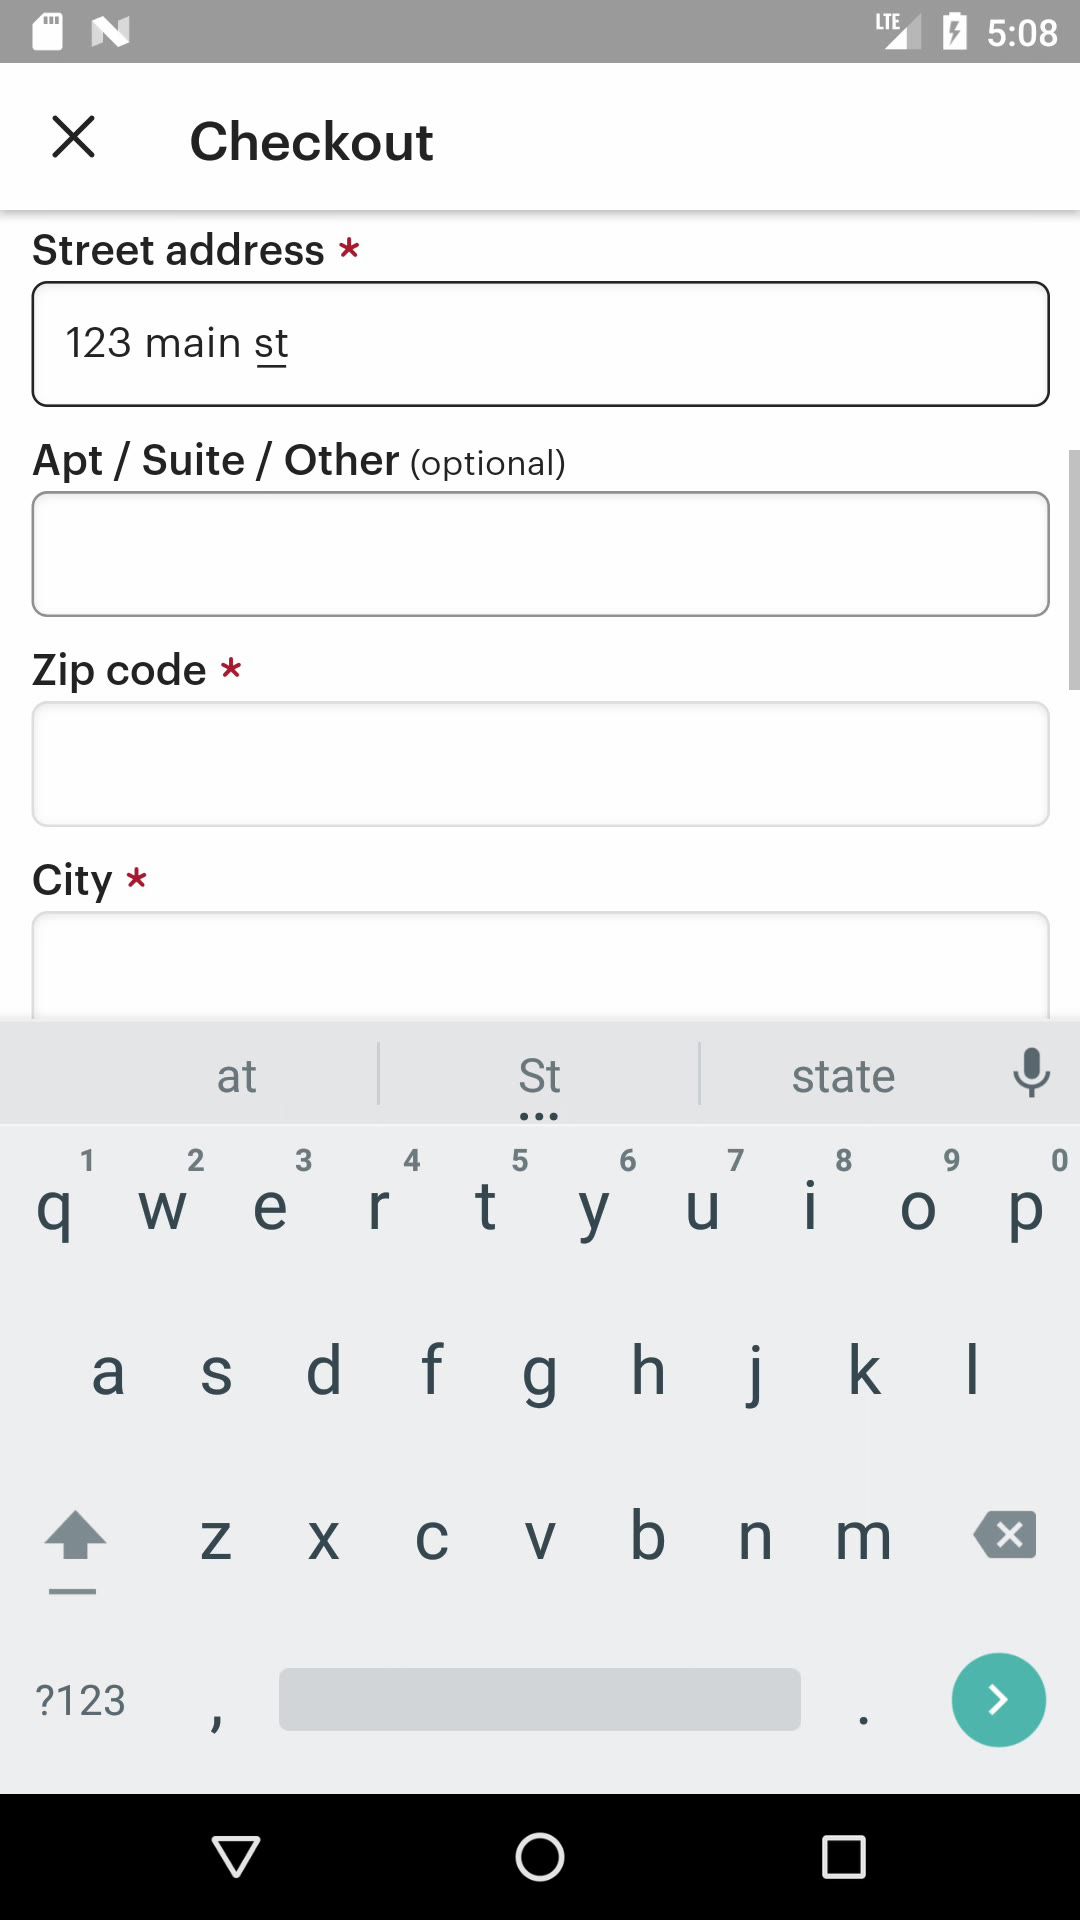 LTE 5:08
Checkout
Street address *
123 main st
Apt / Suite / Other (optional)
Zip code *
City *
at St state
1 2 3 4 5 6 7 8 9 0
q w e r t y u i o p
a s d f g h j k l
z x c v b n m
?123 , .